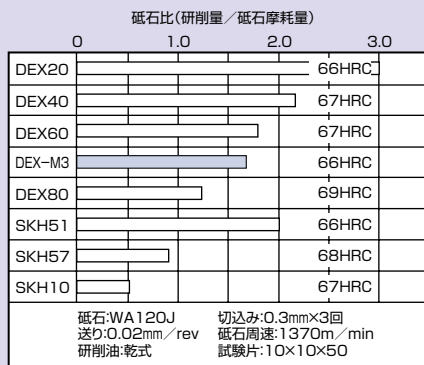 砥石比(研削量／砥石摩耗量)
0 1.0 2.0 3.0
DEX20 66HRC
DEX40 67HRC
DEX60 67HRC
DEX-M3 66HRC
DEX80 69HRC
SKH51 66HRC
SKH57 68HRC
SKH10 67HRC
砥石:WA120J 切込み:0.3mm×3回
送り:0.02mm／rev 砥石周速:1370m／min
研削油:乾式 試験片:10×10×50